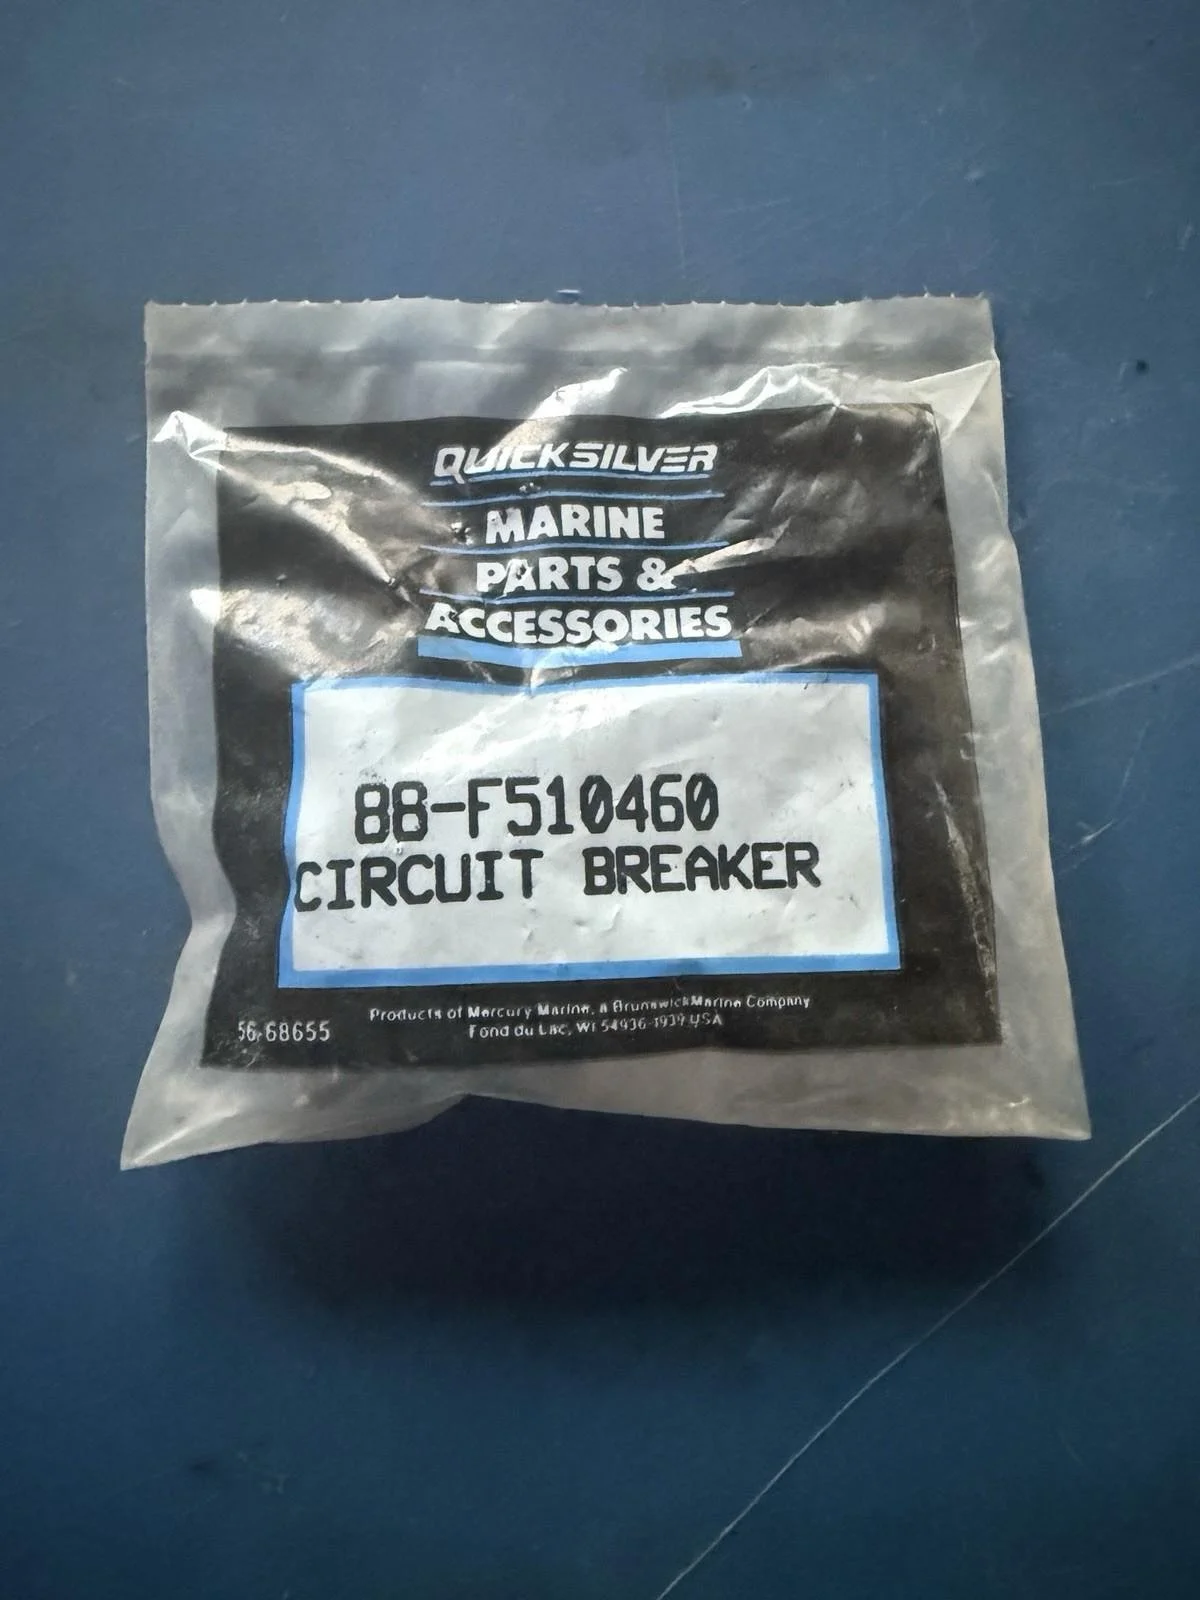 QUICKSILVER
MARINE
PARTS &
ACCESSORIES
88-F510460
CIRCUIT BREAKER
Products of Mercury Marine, a Brunswick Marine Company
Fond du Lac, WI 54936-1939 USA
56-68655